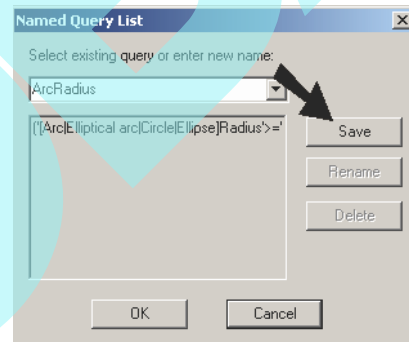 Named Query List
Select existing query or enter new name:
ArcRadius
('[Arc|Elliptical arc|Circle|Ellipse]Radius'>='
Save
Rename
Delete
OK
Cancel